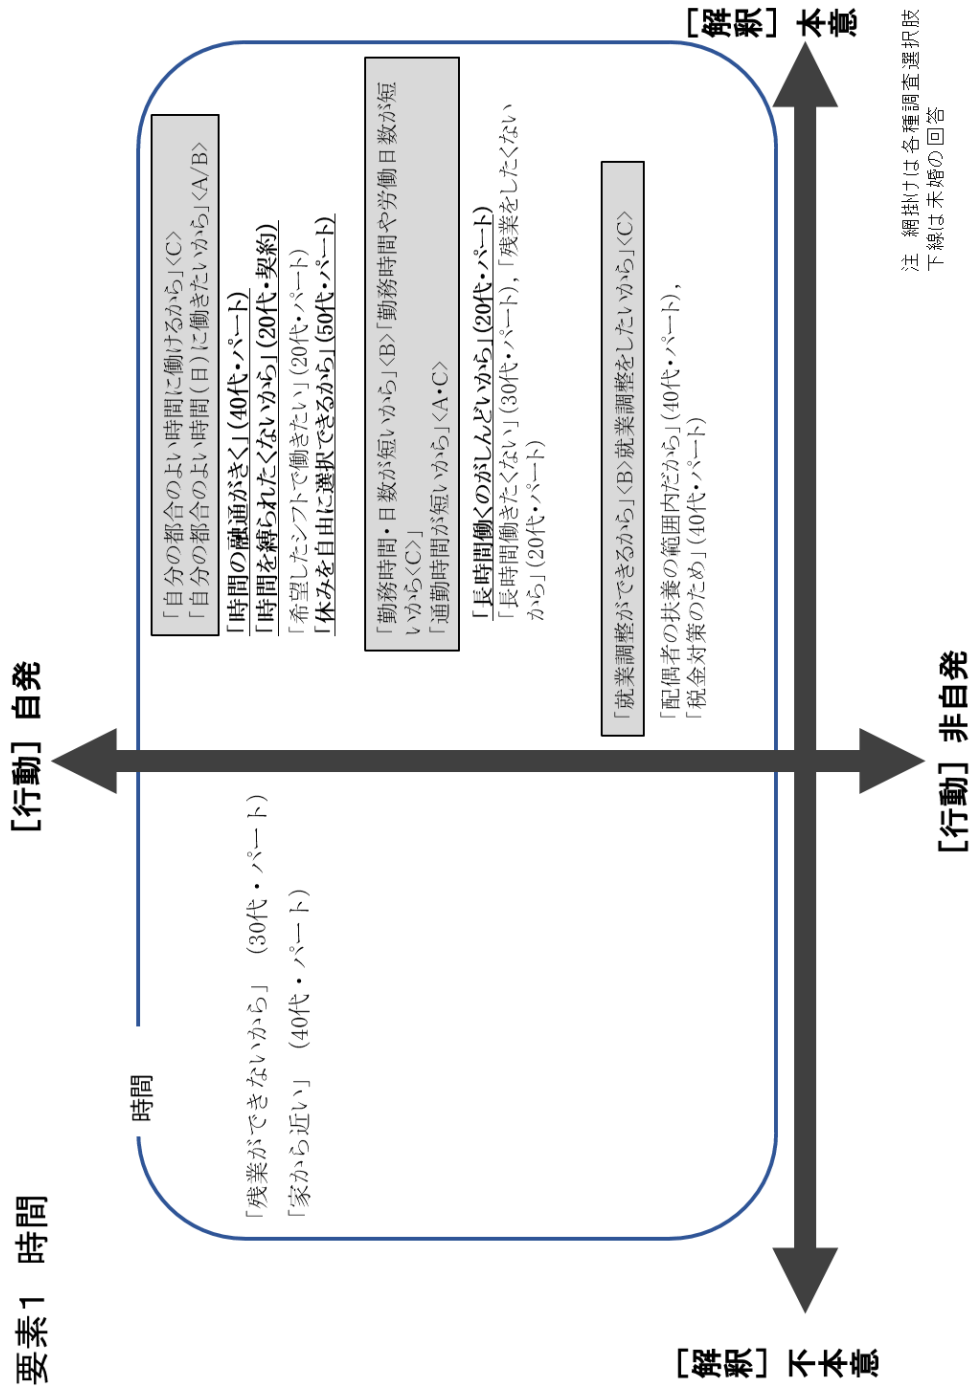 要素１　時間
［行動］ 自発
時間
「自分の都合のよい時間に働けるから」<C>
「自分の都合のよい時間（日）に働きたいから」<A/B>
「時間の融通がきく」（40代・パート）
「時間を縛られたくないから」（20代・契約）
「希望したシフトで働きたい」（20代・パート）
「休みを自由に選択できるから」（50代・パート）
「残業ができないから」　（30代・パート）
「家から近い」　（40代・パート）
「勤務時間・日数が短いから」<B>「勤務時間や労働日数が短
いから<C>」
「通勤時間が短いから」<A・C>
「長時間働くのがしんどいから」（20代・パート）
「長時間働きたくない」（30代・パート），「残業をしたくない
から」（20代・パート）
「就業調整ができるから」<B>就業調整をしたいから」<C>
「配偶者の扶養の範囲内だから」（40代・パート），
「税金対策のため」（40代・パート）
［解釈］ 不本意
［解釈］ 本意
［行動］ 非自発
注　網掛けは各種調査選択肢
下線は未婚の回答